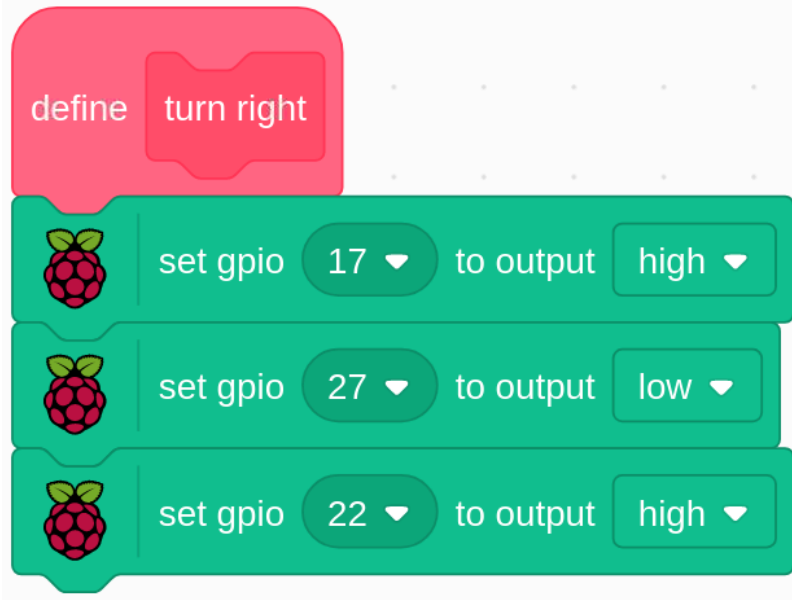 define turn right
set gpio 17 to output high
set gpio 27 to output low
set gpio 22 to output high